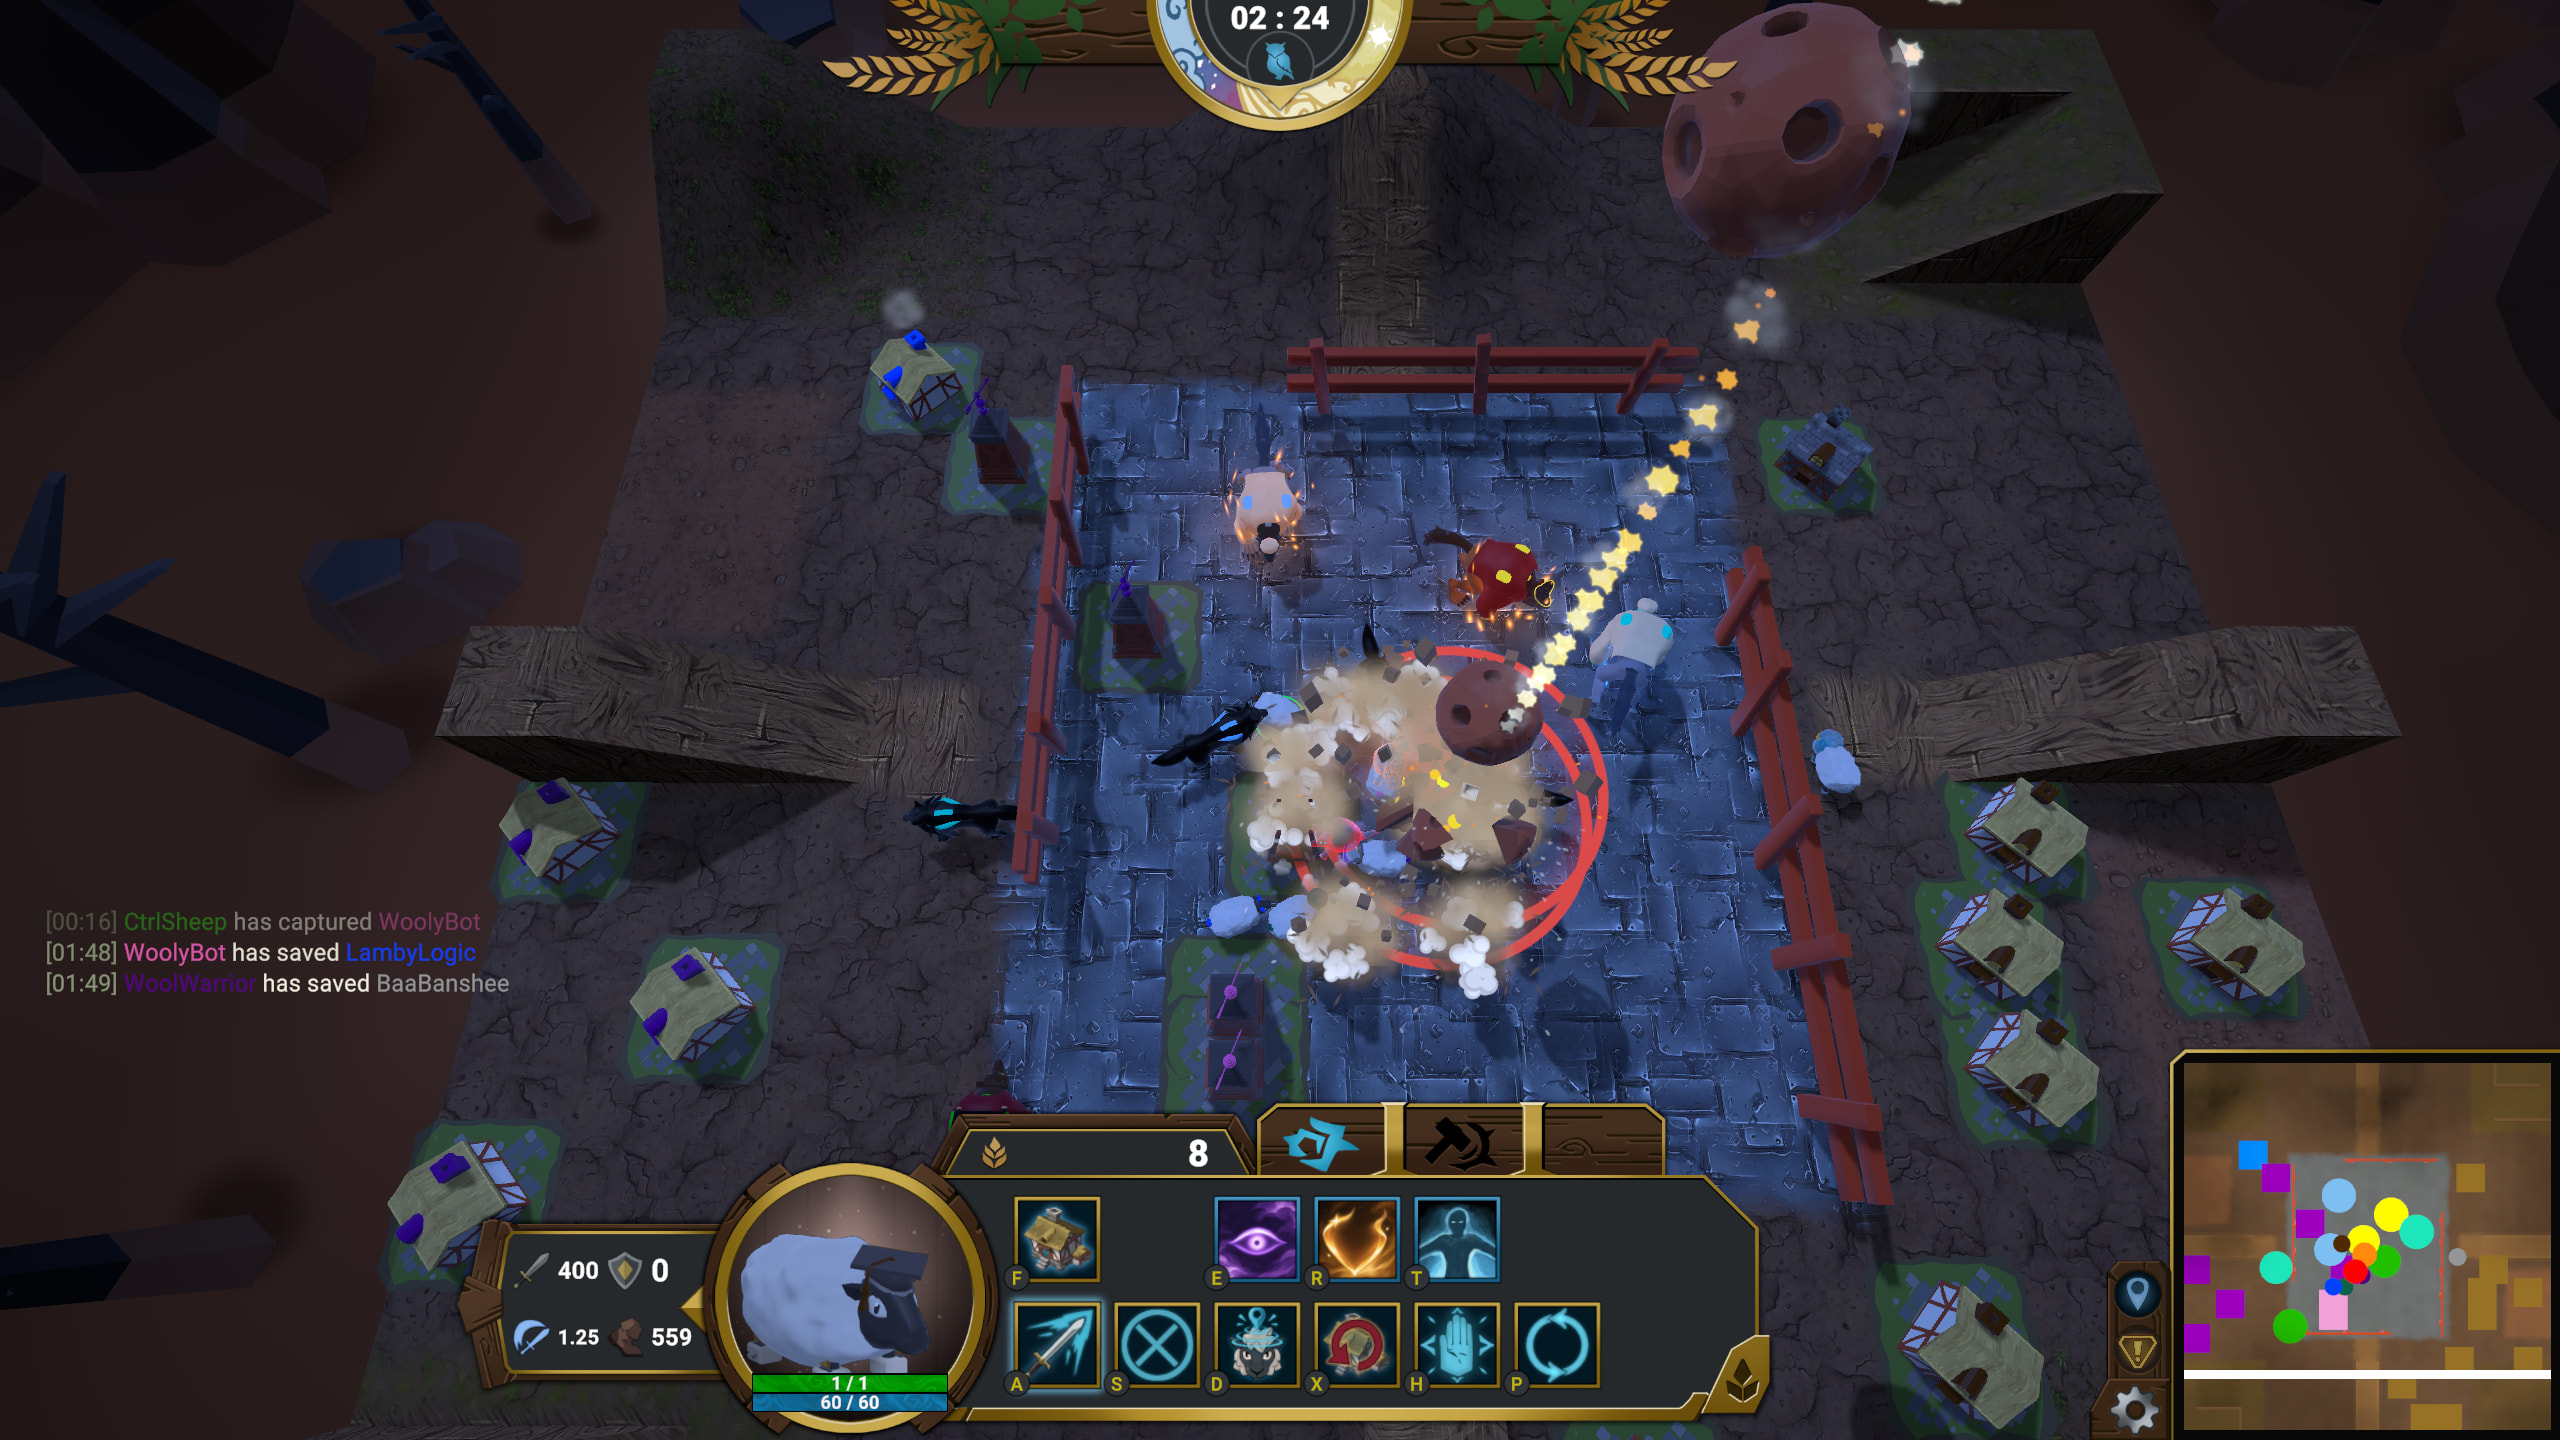 02 : 24
[00:16] CtrlSheep has captured WoolyBot
[01:48] WoolyBot has saved LambyLogic
[01:49] WoolWarrior has saved BaaBanshee
8
400 0
1.25 559
1 / 1
60 / 60
F E R T
A S D X H P